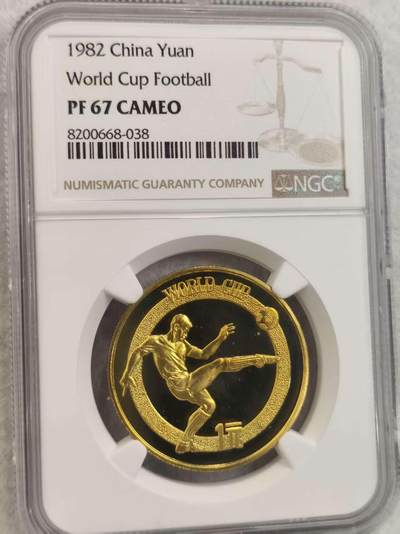 1982 China Yuan
World Cup Football
PF 67 CAMEO
8200668-038
NUMISMATIC GUARANTY COMPANY
NGC
WORLD CUP
1元